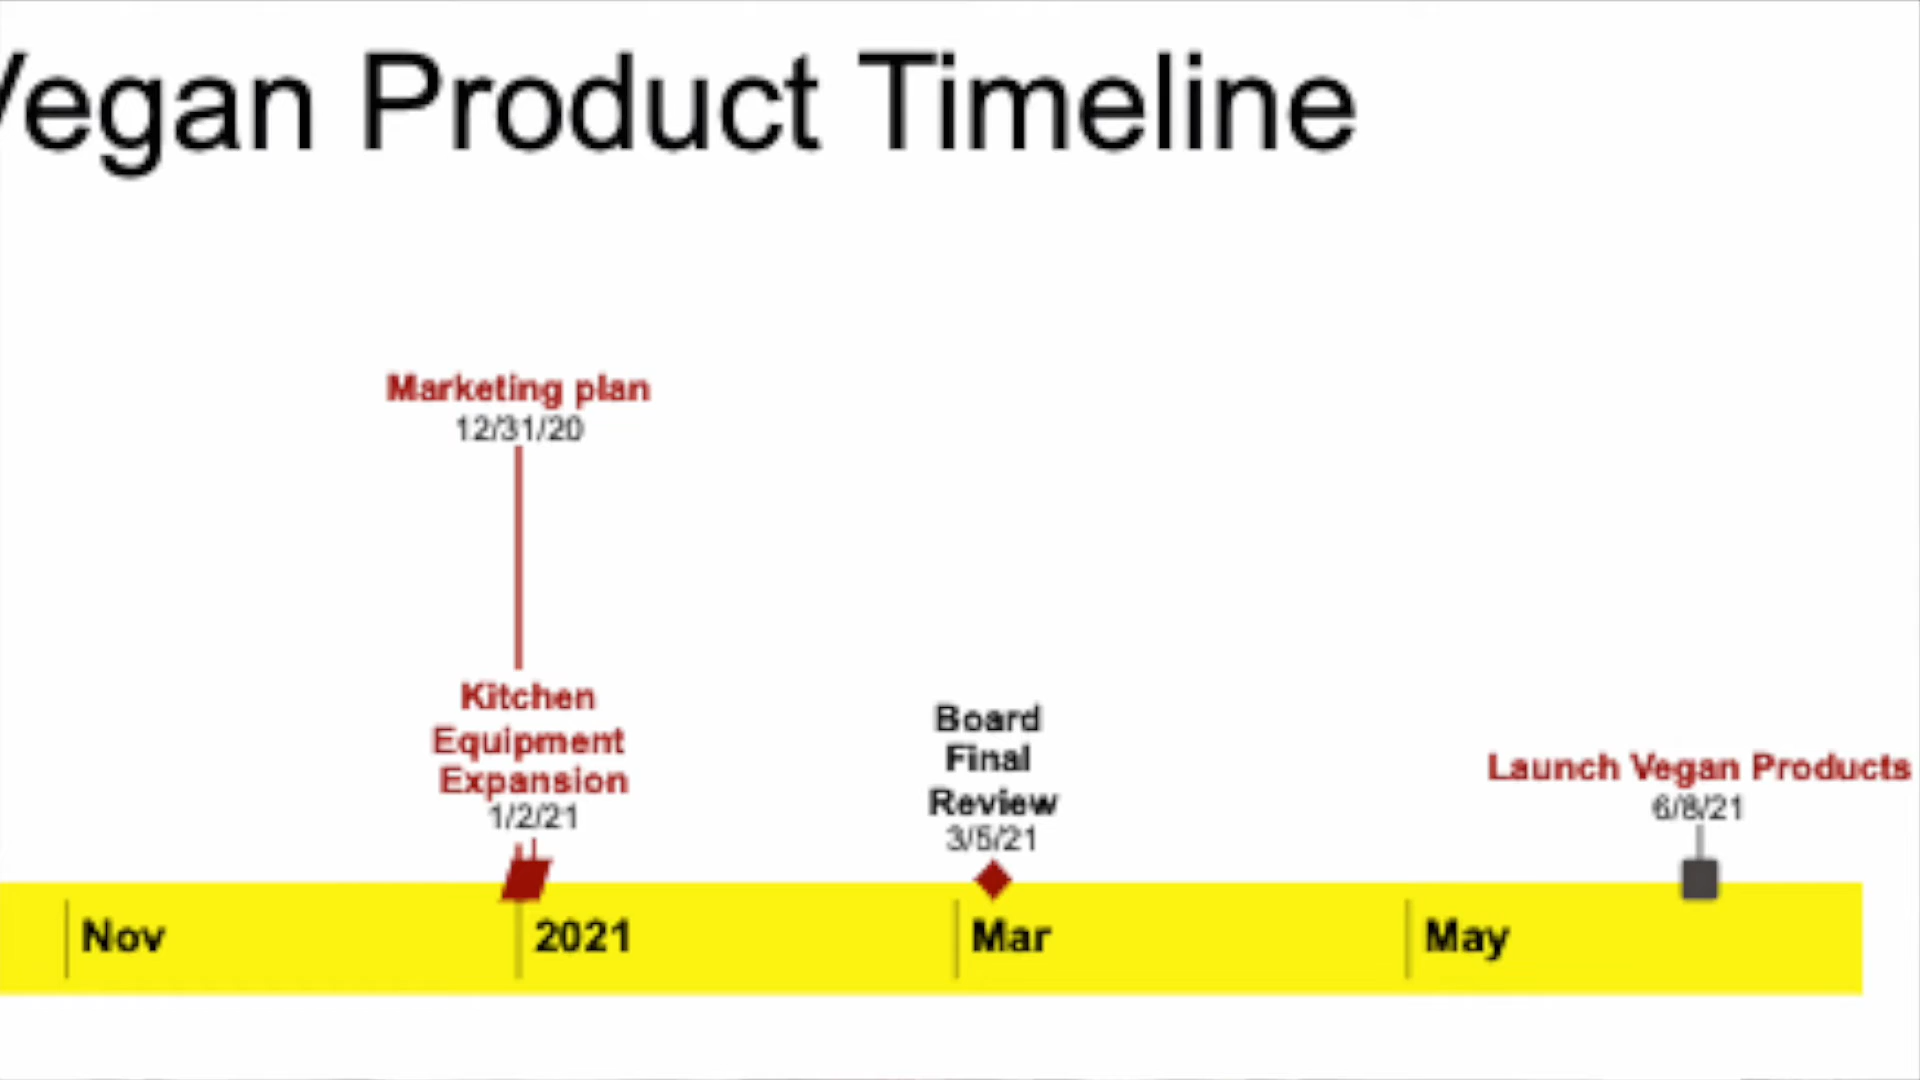 Vegan Product Timeline
Marketing plan
12/31/20
Kitchen
Equipment
Expansion
1/2/21
Board
Final
Review
3/5/21
Launch Vegan Products
6/8/21
Nov
2021
Mar
May